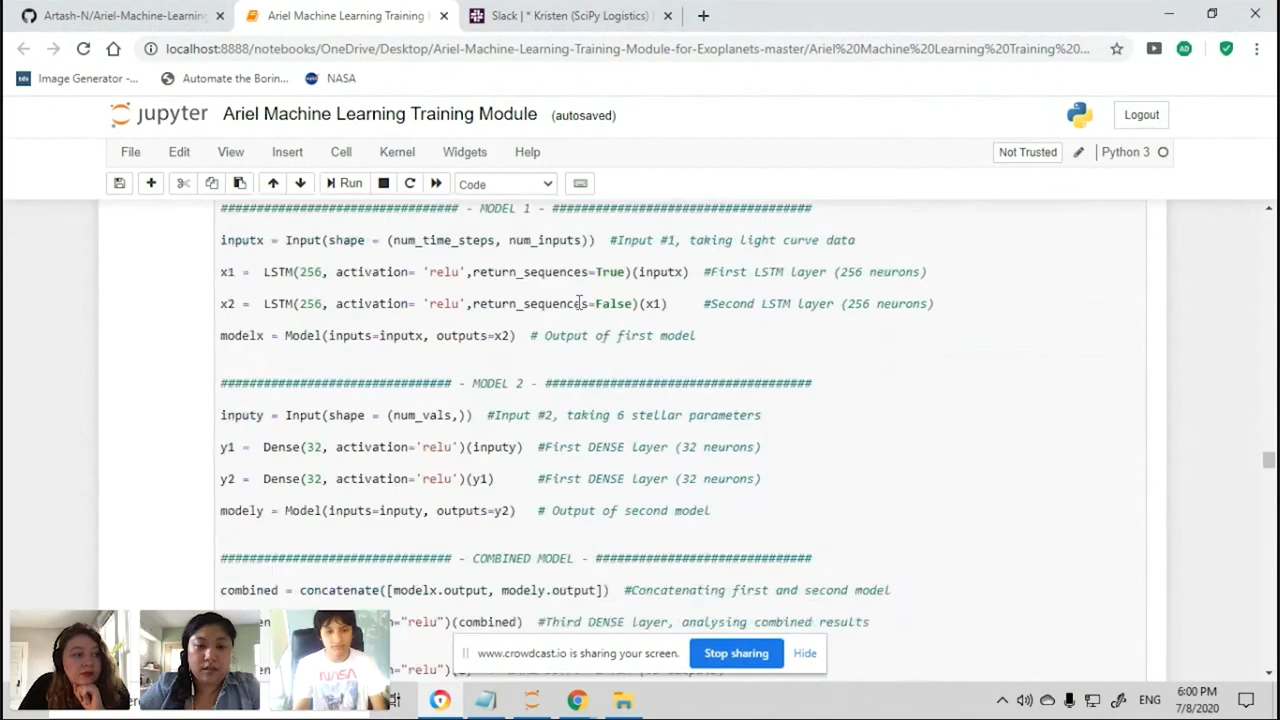 Artash-N/Ariel-Machine-Learning
Ariel Machine Learning Training
Slack | * Kristen (SciPy Logistics)
localhost:8888/notebooks/OneDrive/Desktop/Ariel-Machine-Learning-Training-Module-for-Exoplanets-master/Ariel%20Machine%20Learning%20Training%20...
Image Generator -...
Automate the Borin...
NASA
jupyter Ariel Machine Learning Training Module (autosaved)
Logout
File Edit View Insert Cell Kernel Widgets Help
Not Trusted
Python 3
Run
Code
################################ - MODEL 1 - ####################################
inputx = Input(shape = (num_time_steps, num_inputs)) #Input #1, taking light curve data
x1 = LSTM(256, activation= 'relu',return_sequences=True)(inputx) #First LSTM layer (256 neurons)
x2 = LSTM(256, activation= 'relu',return_sequences=False)(x1) #Second LSTM layer (256 neurons)
modelx = Model(inputs=inputx, outputs=x2) # Output of first model
################################ - MODEL 2 - #####################################
inputy = Input(shape = (num_vals,)) #Input #2, taking 6 stellar parameters
y1 = Dense(32, activation='relu')(inputy) #First DENSE layer (32 neurons)
y2 = Dense(32, activation='relu')(y1) #First DENSE layer (32 neurons)
modely = Model(inputs=inputy, outputs=y2) # Output of second model
################################ - COMBINED MODEL - ##############################
combined = concatenate([modelx.output, modely.output]) #Concatenating first and second model
="relu")(combined) #Third DENSE layer, analysing combined results
www.crowdcast.io is sharing your screen.
Stop sharing
Hide
NASA
ENG
6:00 PM
7/8/2020